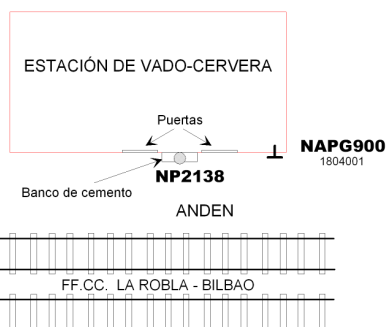 ESTACIÓN DE VADO-CERVERA
Puertas
NAPG900
1804001
Banco de cemento
NP2138
ANDEN
FF.CC. LA ROBLA - BILBAO